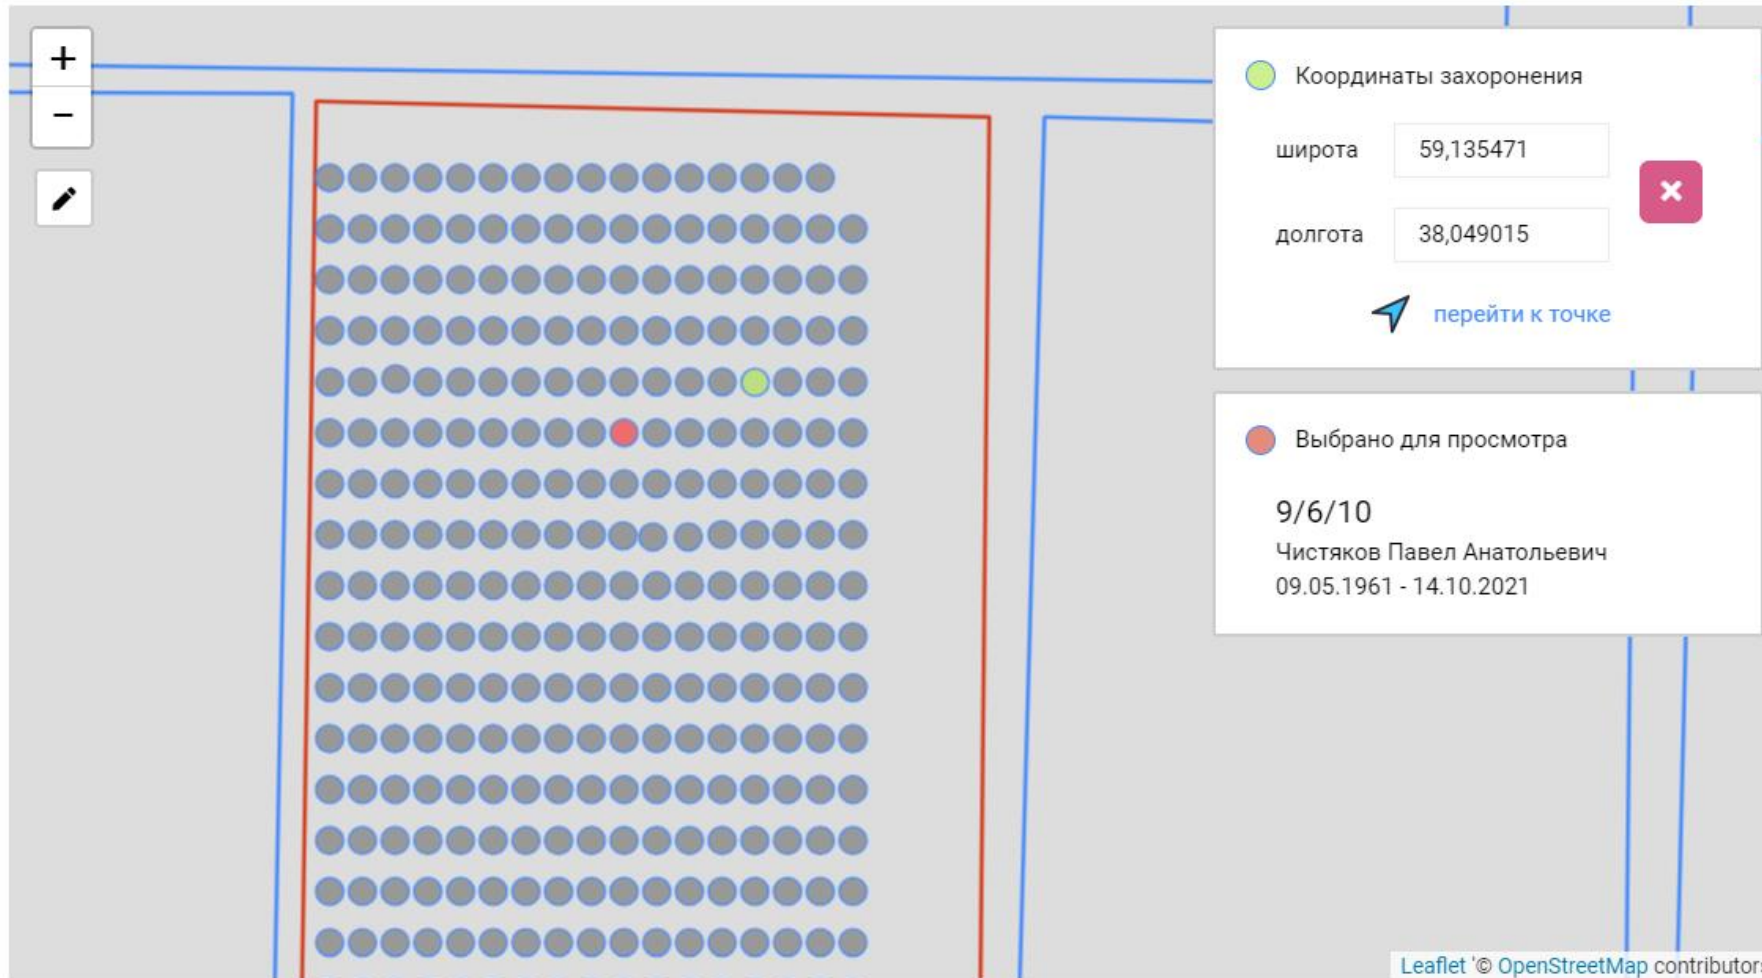 +
Координаты захоронения
−
широта 59,135471
долгота 38,049015
перейти к точке
Выбрано для просмотра
9/6/10
Чистяков Павел Анатольевич
09.05.1961 - 14.10.2021
Leaflet '© OpenStreetMap contributor